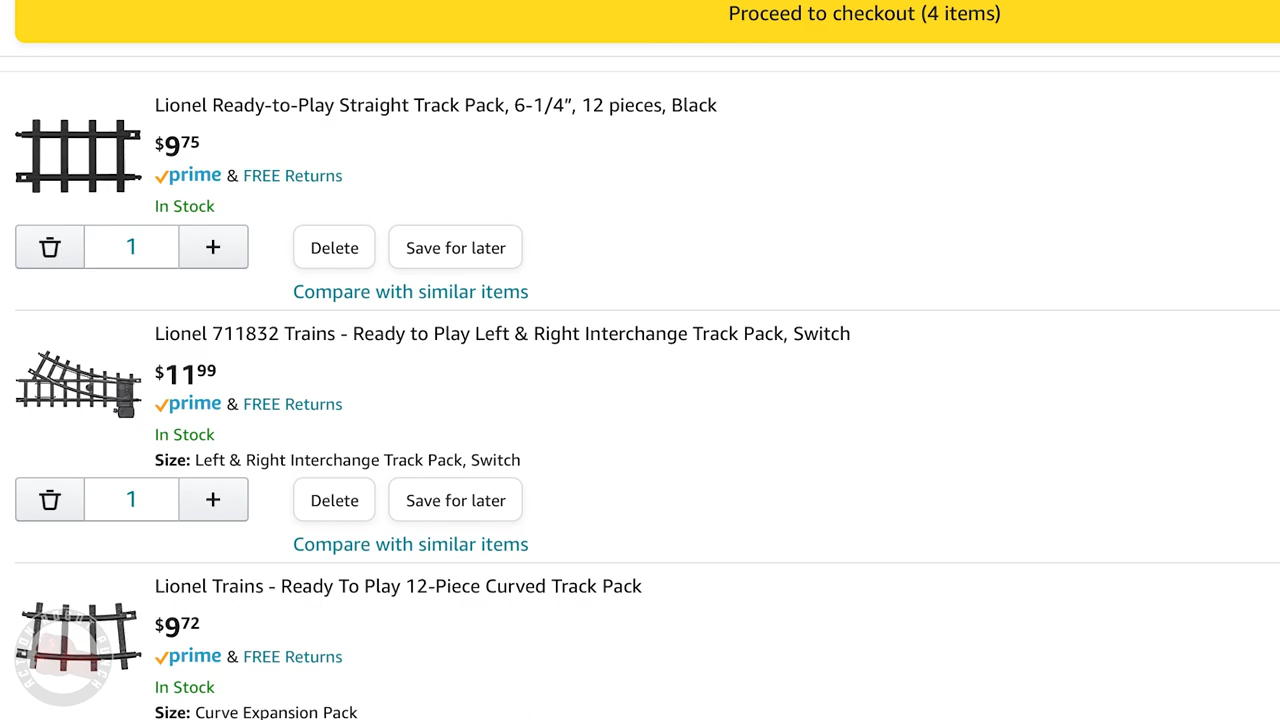 Proceed to checkout (4 items)
Lionel Ready-to-Play Straight Track Pack, 6-1/4”, 12 pieces, Black
$9 75
prime & FREE Returns
In Stock
1 +
Delete
Save for later
Compare with similar items
Lionel 711832 Trains - Ready to Play Left & Right Interchange Track Pack, Switch
$11 99
prime & FREE Returns
In Stock
Size: Left & Right Interchange Track Pack, Switch
1 +
Delete
Save for later
Compare with similar items
Lionel Trains - Ready To Play 12-Piece Curved Track Pack
$9 72
prime & FREE Returns
In Stock
Size: Curve Expansion Pack